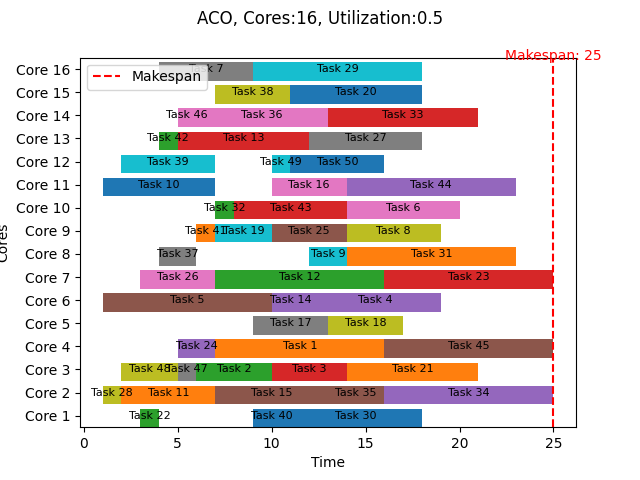 ACO, Cores:16, Utilization:0.5
Makespan: 25
Makespan
Core 16 7 Task 29
Core 15 Task 38 Task 20
Core 14 Task 46 Task 36 Task 33
Core 13 Task 42 Task 13 Task 27
Core 12 Task 39 Task 49 Task 50
Core 11 Task 10 Task 16 Task 44
Core 10 Task 32 Task 43 Task 6
Core 9 Task 41 Task 19 Task 25 Task 8
Core 8 Task 37 Task 9 Task 31
Core 7 Task 26 Task 12 Task 23
Core 6 Task 5 Task 14 Task 4
Core 5 Task 17 Task 18
Core 4 Task 24 Task 1 Task 45
Core 3 Task 48 Task 47 Task 2 Task 3 Task 21
Core 2 Task 28 Task 11 Task 15 Task 35 Task 34
Core 1 Task 22 Task 40 Task 30
Cores
0 5 10 15 20 25
Time